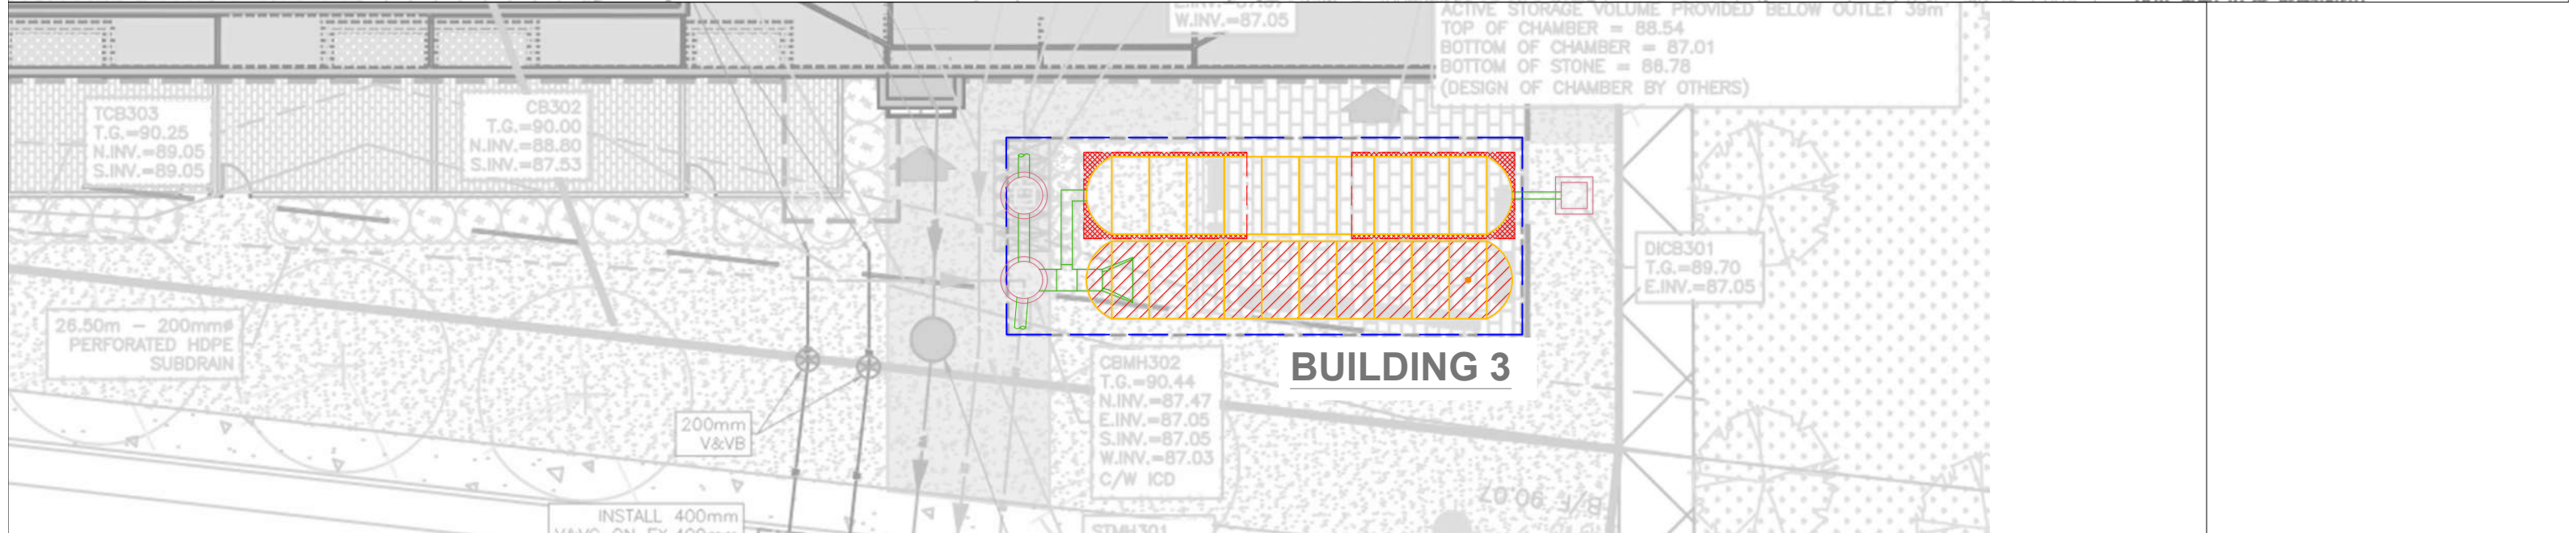 W.INV.=87.05
ACTIVE STORAGE VOLUME PROVIDED BELOW OUTLET 39m³
TOP OF CHAMBER = 88.54
BOTTOM OF CHAMBER = 87.01
BOTTOM OF STONE = 86.78
(DESIGN OF CHAMBER BY OTHERS)
TCB303
T.G.=90.25
N.INV.=89.05
S.INV.=89.05
CB302
T.G.=90.00
N.INV.=88.80
S.INV.=87.53
DICB301
T.G.=89.70
E.INV.=87.05
26.50m – 200mmø
PERFORATED HDPE
SUBDRAIN
BUILDING 3
CBMH302
T.G.=90.44
N.INV.=87.47
E.INV.=87.05
S.INV.=87.05
W.INV.=87.03
C/W ICD
200mm
V&VB
B/F 90.07
INSTALL 400mm
STMH301